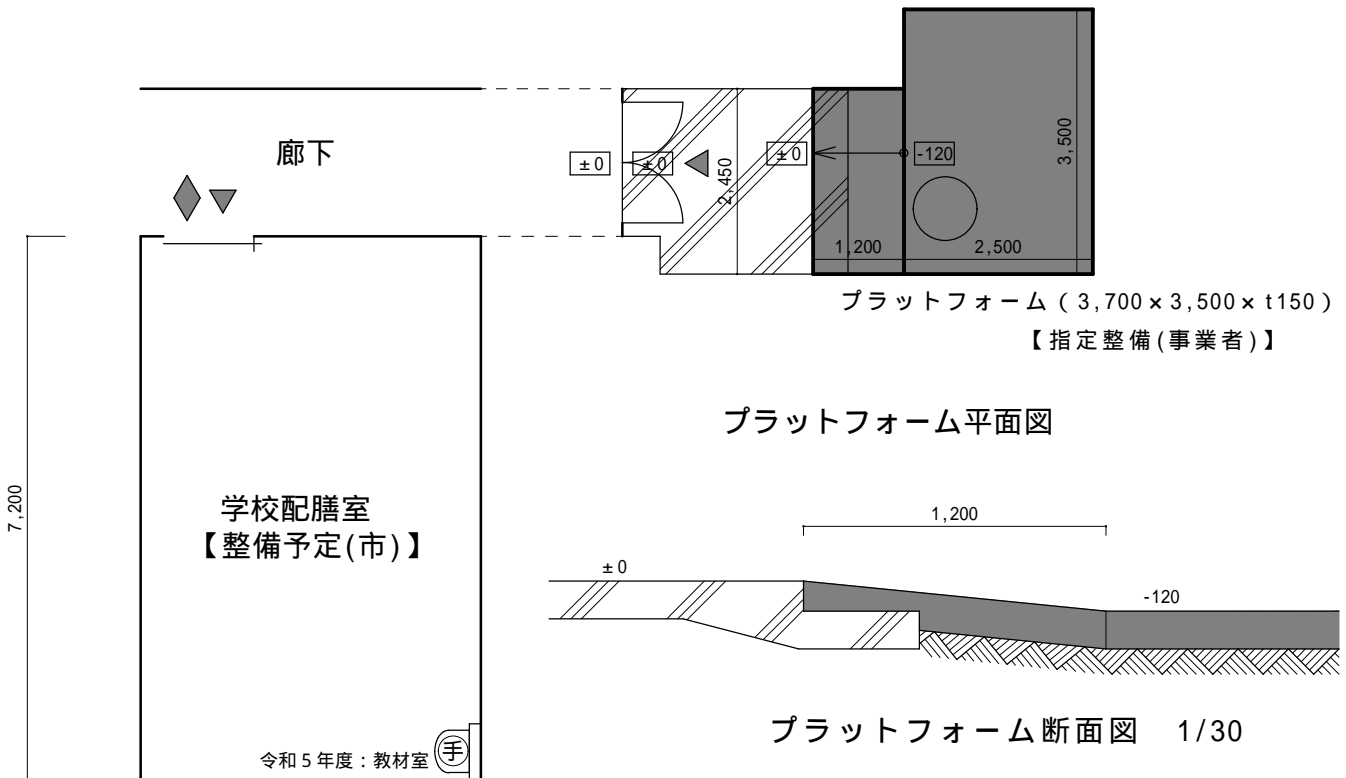 廊下
±0
±0
±0
-120
2,450
3,500
1,200
2,500
プラットフォーム（3,700×3,500×t150）
【指定整備(事業者)】
プラットフォーム平面図
7,200
学校配膳室
【整備予定(市)】
1,200
±0
-120
プラットフォーム断面図 1/30
令和5年度：教材室
手